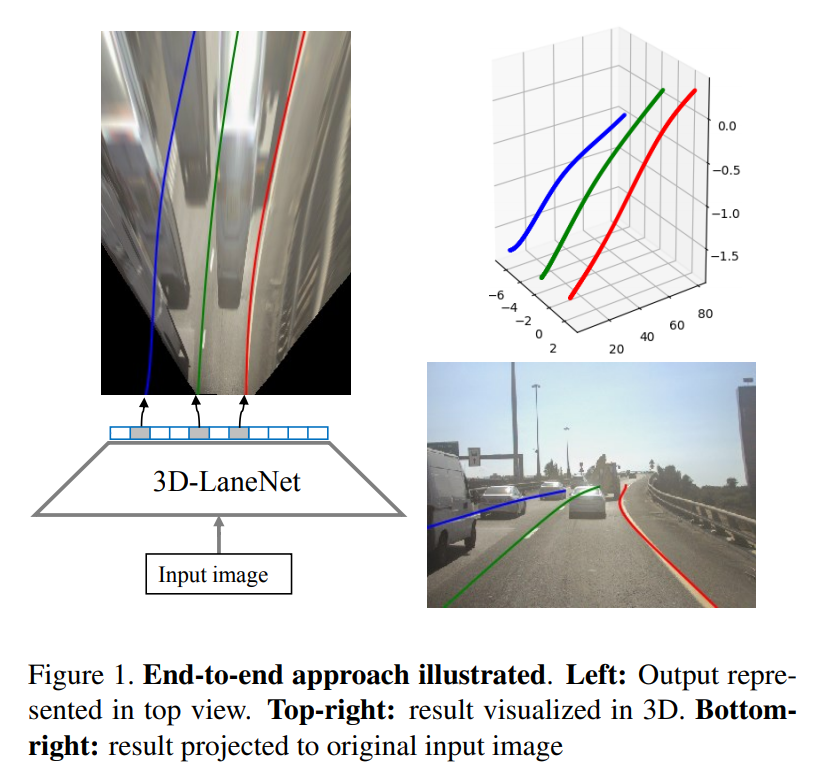 0.0
−0.5
−1.0
−1.5
−6
−4
−2
0
2
20
40
60
80
3D-LaneNet
Input image
Figure 1. End-to-end approach illustrated. Left: Output repre-
sented in top view. Top-right: result visualized in 3D. Bottom-
right: result projected to original input image